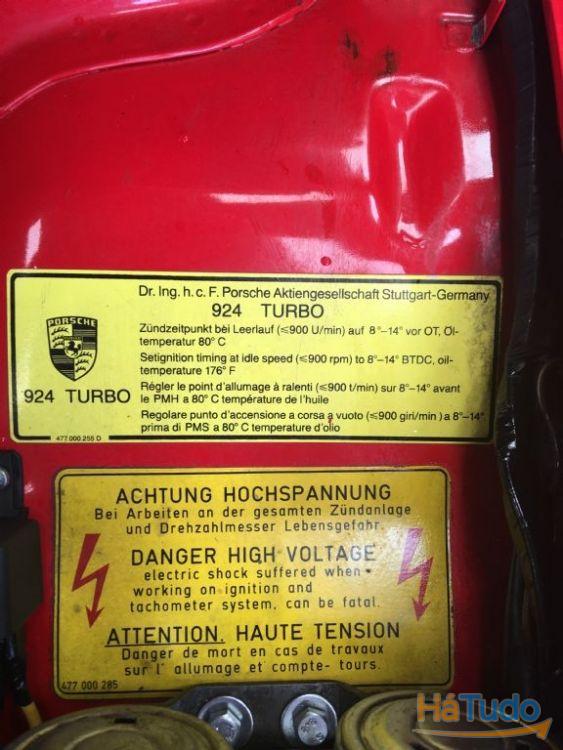 Dr. Ing. h. c. F. Porsche Aktiengesellschaft Stuttgart-Germany
924 TURBO
PORSCHE
924 TURBO
Zündzeitpunkt bei Leerlauf (≤900 U/min) auf 8°-14° vor OT, Öl-
temperatur 80° C
Setignition timing at idle speed (≤900 rpm) to 8°-14° BTDC, oil-
temperature 176° F
Régler le point d'allumage à ralenti (≤900 t/min) sur 8°-14° avant
le PMH a 80° C température de l'huile
Regolare punto d'accensione a corsa a vuoto (≤900 giri/min) a 8°-14°
prima di PMS a 80° C temperature d'olio
477 000 255 D
ACHTUNG HOCHSPANNUNG
Bei Arbeiten an der gesamten Zündanlage
und Drehzahlmesser Lebensgefahr.
DANGER HIGH VOLTAGE
electric shock suffered when
working on ignition and
tachometer system, can be fatal.
ATTENTION. HAUTE TENSION
Danger de mort en cas de travaux
sur l' allumage et compte- tours.
477 000 285
HáTudo